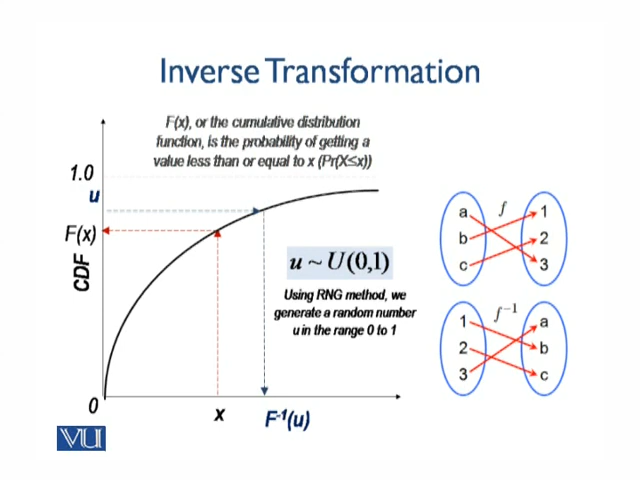 Inverse Transformation
F(x), or the cumulative distribution
function, is the probability of getting a
value less than or equal to x (Pr(X≤x))
1.0
u
F(x)
CDF
u ~ U(0,1)
Using RNG method, we
generate a random number
u in the range 0 to 1
0
x
F⁻¹(u)
f
a 1
b 2
c 3
f⁻¹
1 a
2 b
3 c
VU